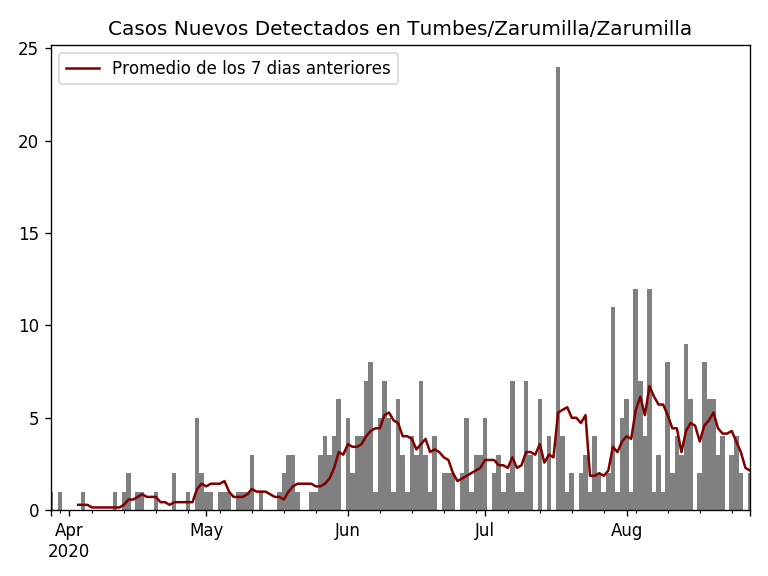 Casos Nuevos Detectados en Tumbes/Zarumilla/Zarumilla
Promedio de los 7 dias anteriores
25
20
15
10
5
0
Apr May Jun Jul Aug
2020